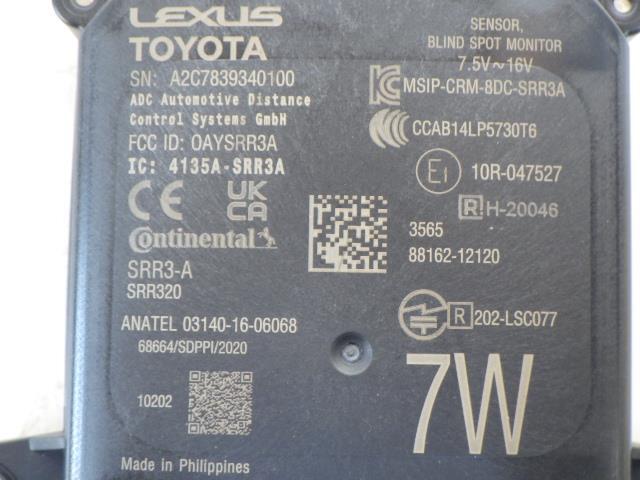 LEXUS
TOYOTA
SENSOR,
BLIND SPOT MONITOR
7.5V~16V
SN: A2C7839340100
ADC Automotive Distance
Control Systems GmbH
FCC ID: OAYSRR3A
IC: 4135A-SRR3A
MSIP-CRM-8DC-SRR3A
CCAB14LP5730T6
E1 10R-047527
R H-20046
CE UK CA
Continental
3565
88162-12120
SRR3-A
SRR320
ANATEL 03140-16-06068
68664/SDPPI/2020
R 202-LSC077
10202
7W
Made in Philippines